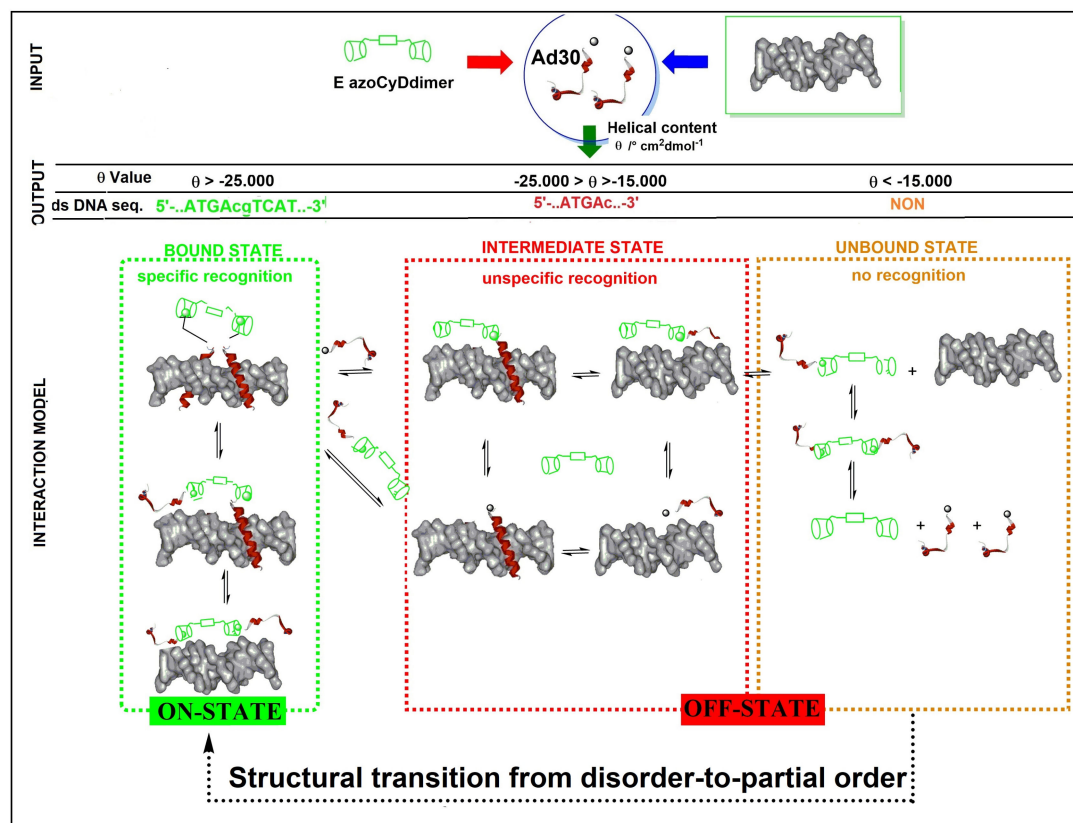 INPUT
E azoCyDdimer
Ad30
Helical content
θ /° cm²dmol⁻¹
OUTPUT
θ Value
θ > -25.000
-25.000 > θ >-15.000
θ < -15.000
ds DNA seq.
5'-..ATGAcgTCAT..-3'
5'-..ATGAc..-3'
NON
INTERACTION MODEL
BOUND STATE
specific recognition
INTERMEDIATE STATE
unspecific recognition
UNBOUND STATE
no recognition
+
+ +
ON-STATE
OFF-STATE
Structural transition from disorder-to-partial order